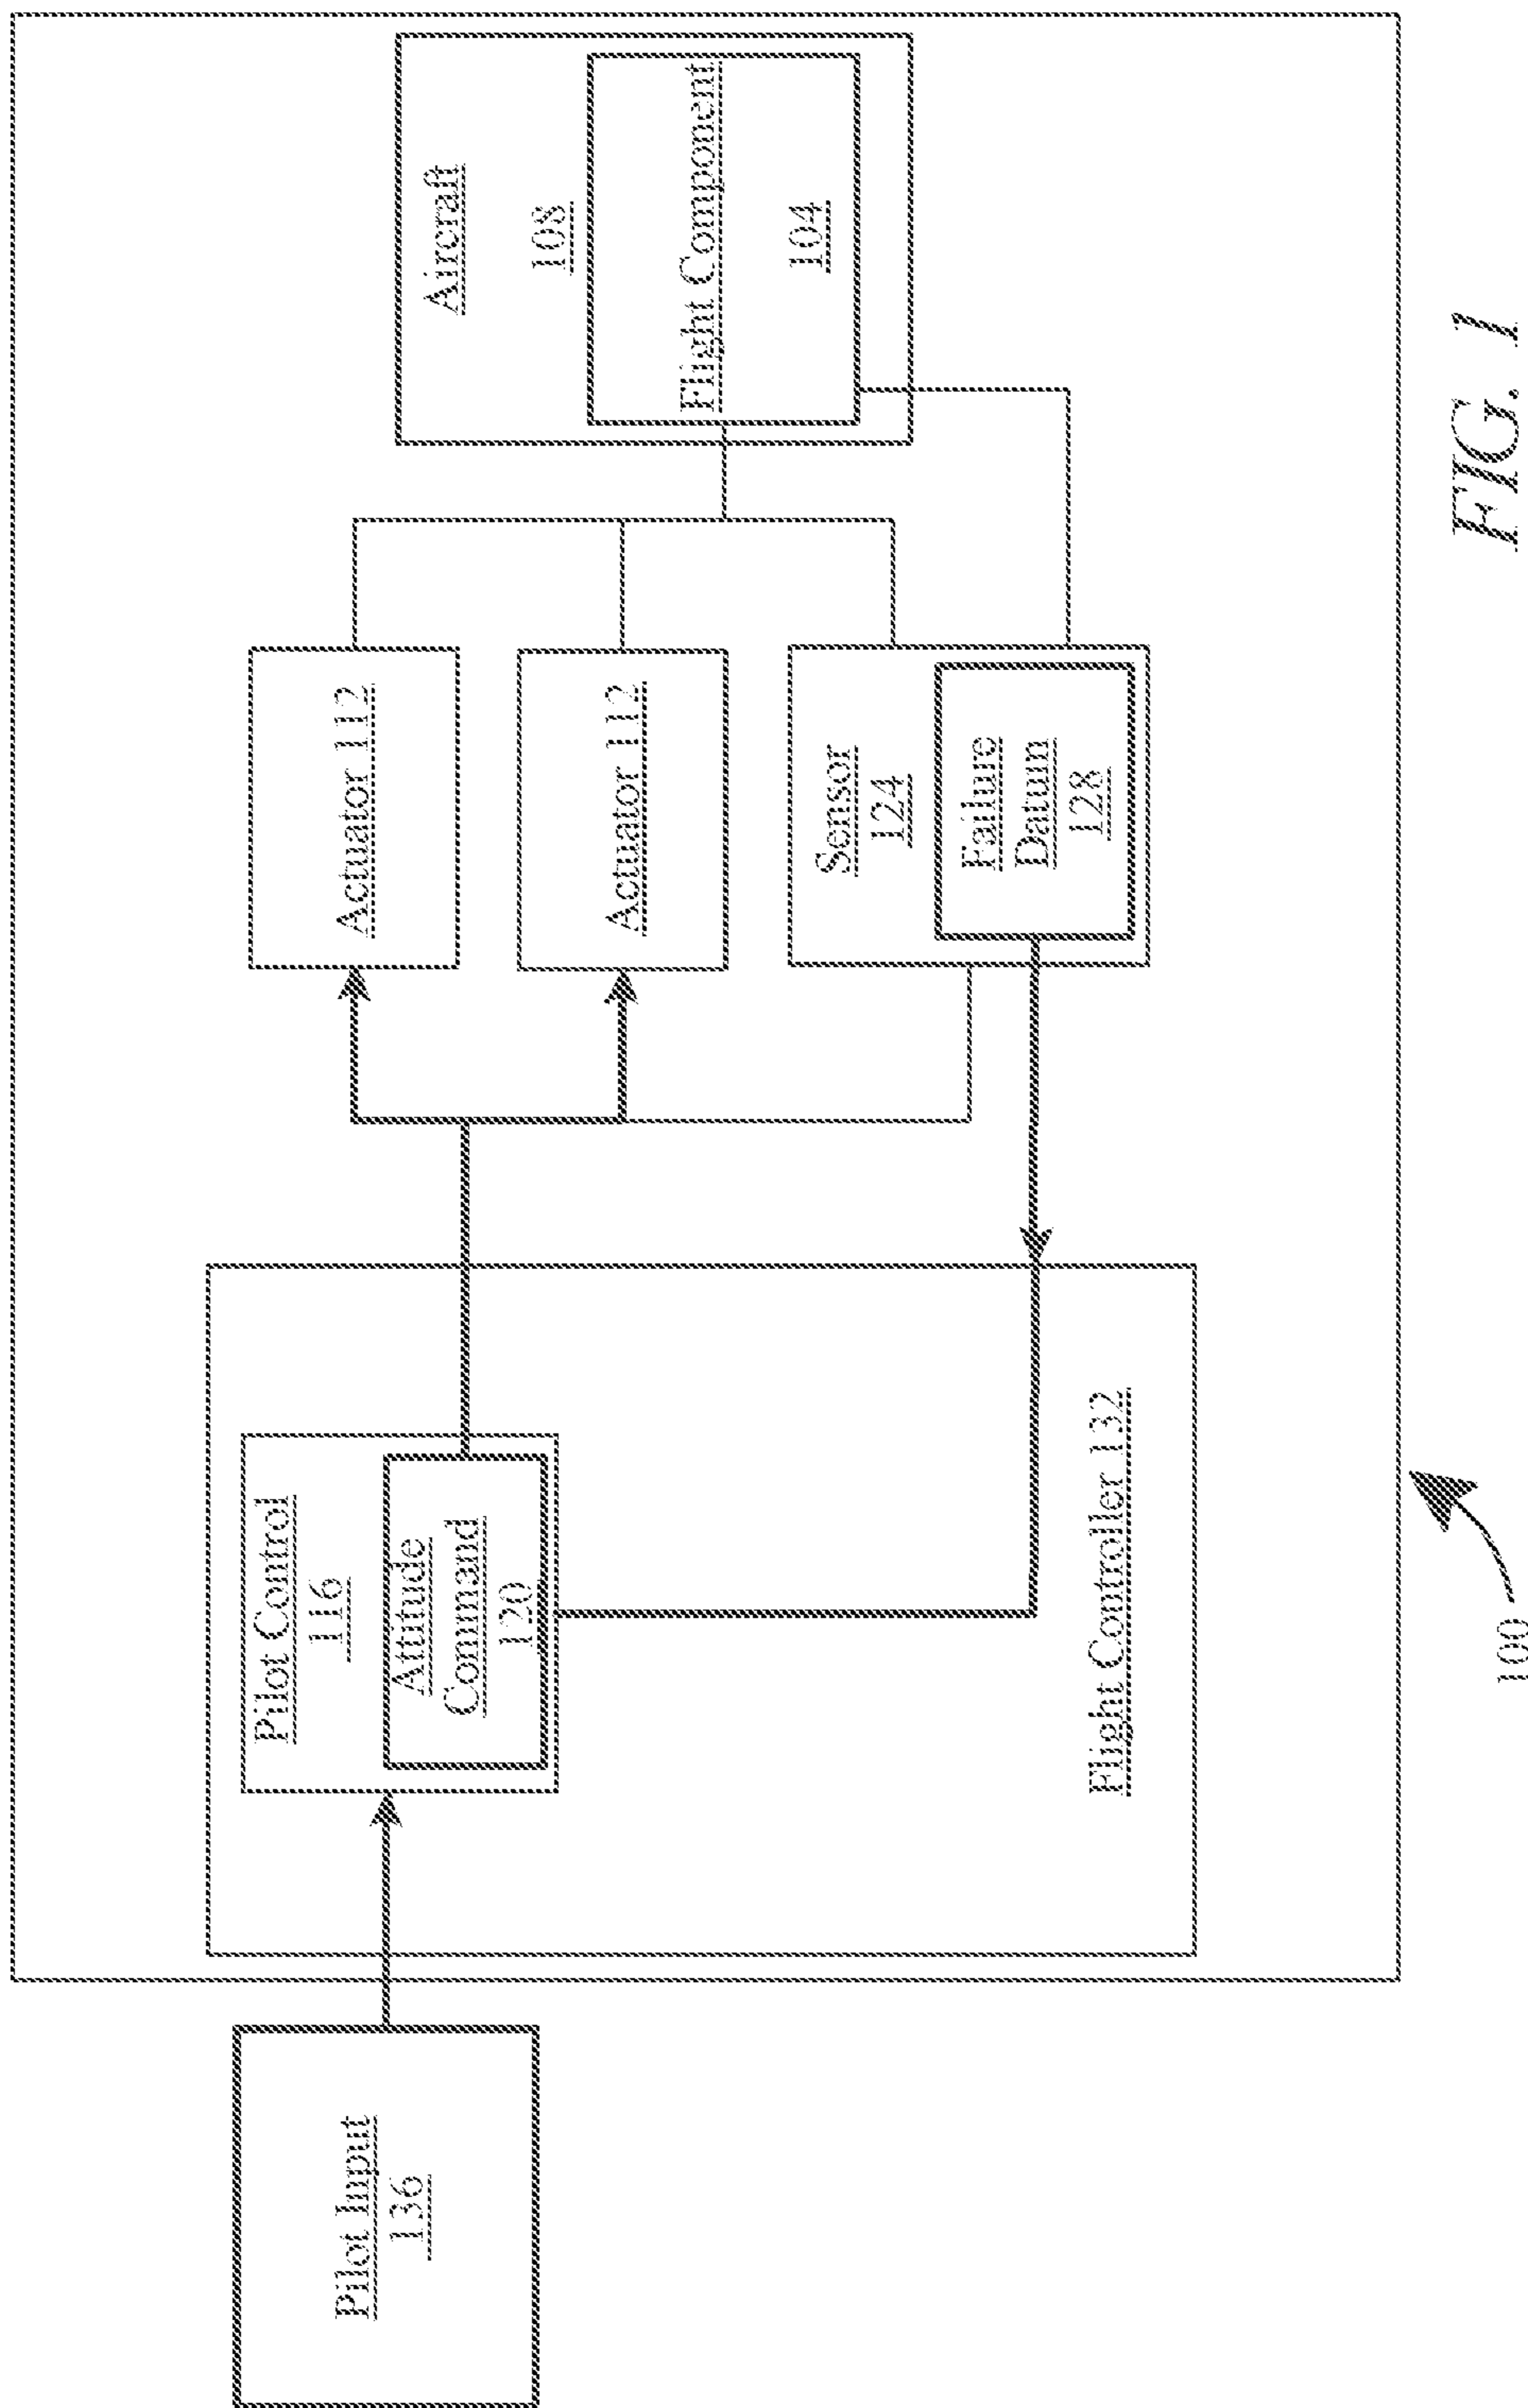 Pilot Input
136
Pilot Control
116
Attitude
Command
120
Flight Controller 132
Actuator 112
Actuator 112
Sensor
124
Failure
Datum
128
Aircraft
108
Flight Component
104
100
FIG. 1